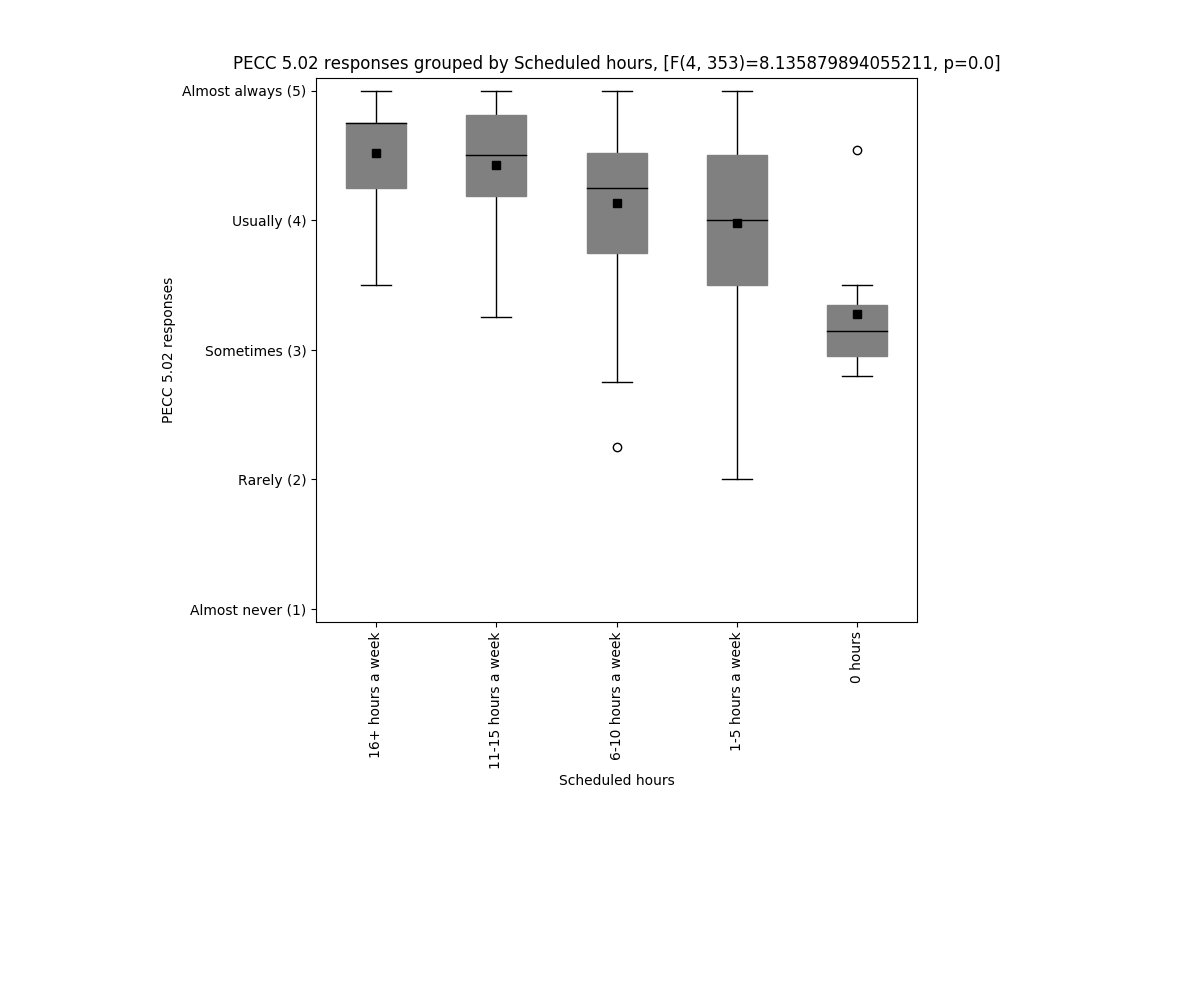 PECC 5.02 responses grouped by Scheduled hours, [F(4, 353)=8.135879894055211, p=0.0]
Almost always (5)
Usually (4)
Sometimes (3)
Rarely (2)
Almost never (1)
PECC 5.02 responses
16+ hours a week
11-15 hours a week
6-10 hours a week
1-5 hours a week
0 hours
Scheduled hours